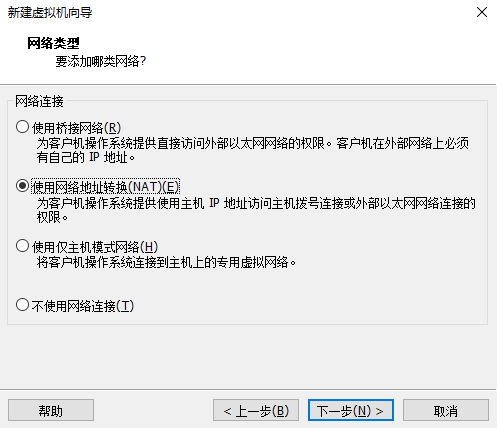 新建虚拟机向导
网络类型
要添加哪类网络?
网络连接
使用桥接网络(R)
为客户机操作系统提供直接访问外部以太网网络的权限。客户机在外部网络上必须
有自己的 IP 地址。
使用网络地址转换(NAT)(E)
为客户机操作系统提供使用主机 IP 地址访问主机拨号连接或外部以太网网络连接的
权限。
使用仅主机模式网络(H)
将客户机操作系统连接到主机上的专用虚拟网络。
不使用网络连接(T)
帮助
< 上一步(B)
下一步(N) >
取消